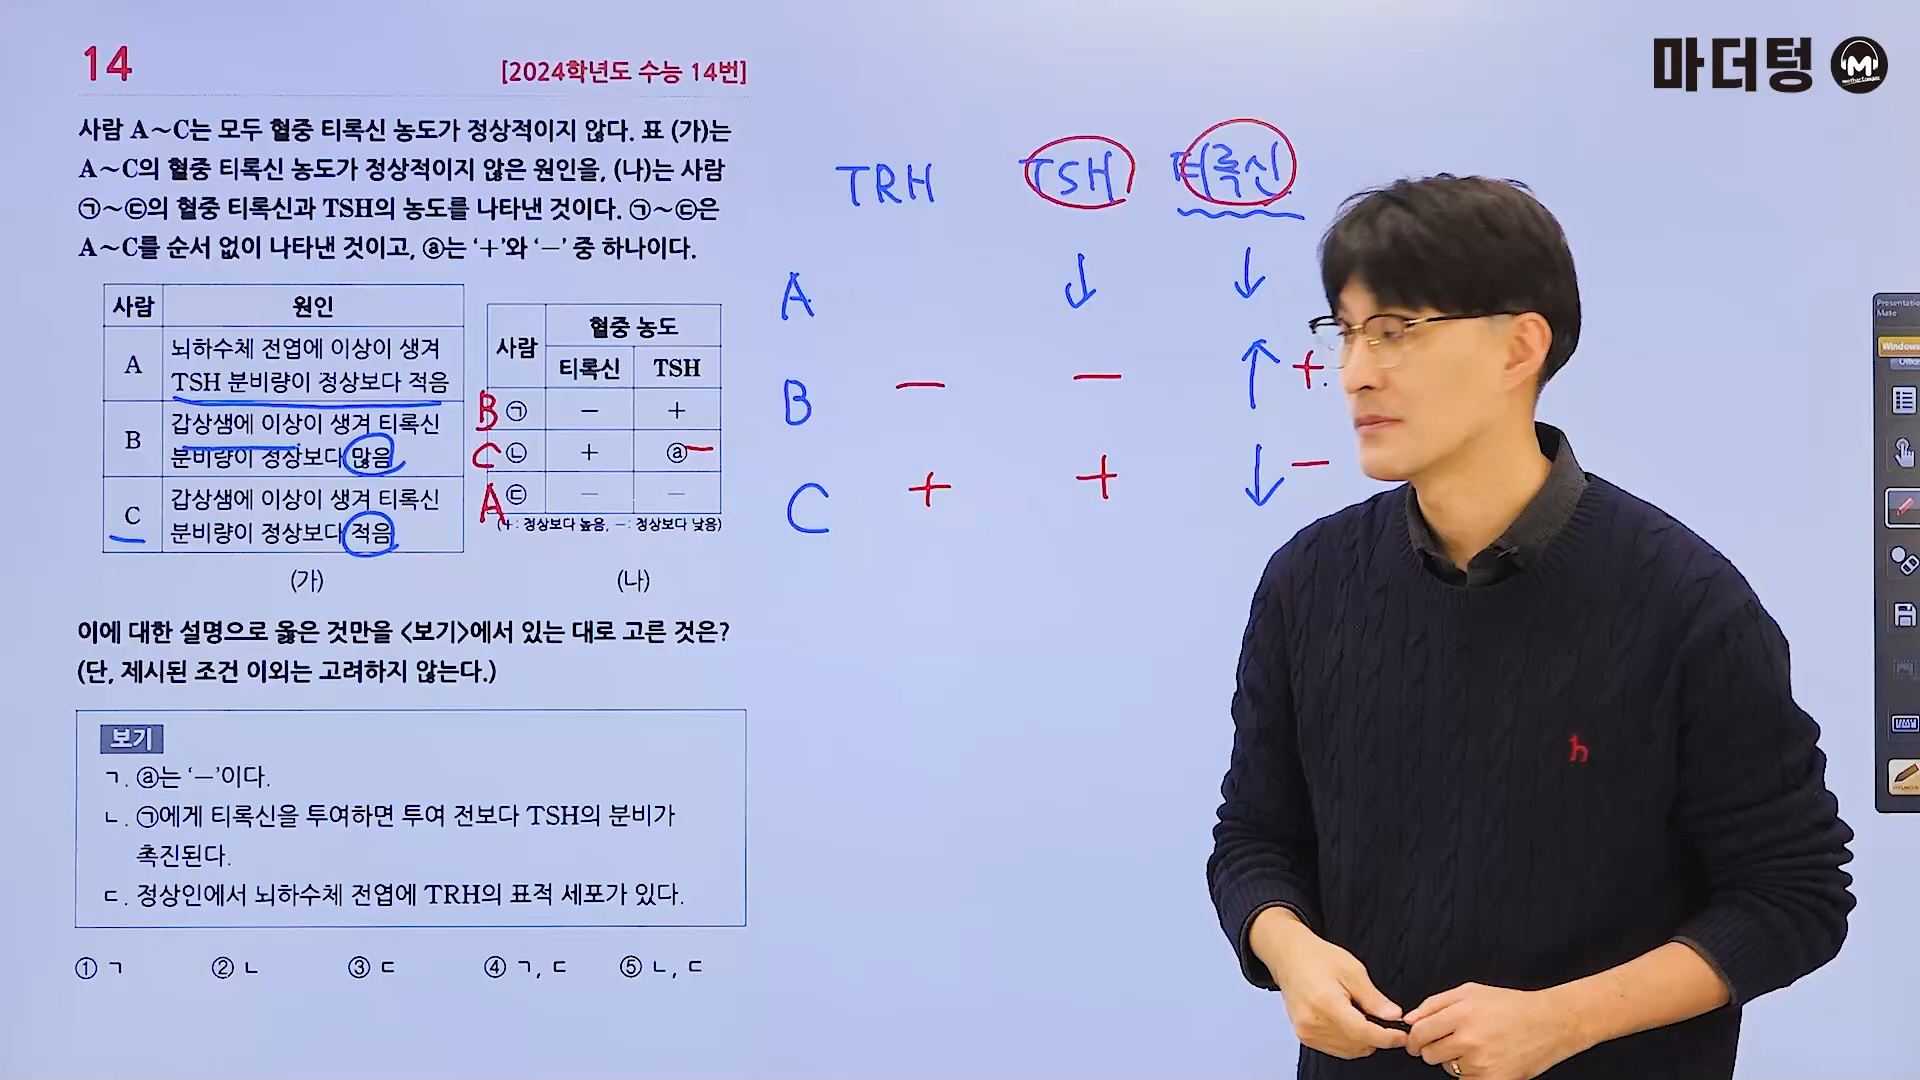 14
[2024학년도 수능 14번]
마더텅
M
사람 A~C는 모두 혈중 티록신 농도가 정상적이지 않다. 표 (가)는
A~C의 혈중 티록신 농도가 정상적이지 않은 원인을, (나)는 사람
㉠~㉢의 혈중 티록신과 TSH의 농도를 나타낸 것이다. ㉠~㉢은
A~C를 순서 없이 나타낸 것이고, ⓐ는 '+'와 '-' 중 하나이다.
사람 원인
A 뇌하수체 전엽에 이상이 생겨
TSH 분비량이 정상보다 적음
B 갑상샘에 이상이 생겨 티록신
분비량이 정상보다 많음
C 갑상샘에 이상이 생겨 티록신
분비량이 정상보다 적음
(가)
사람 혈중 농도
티록신 TSH
B ㉠ - +
C ㉡ + ⓐ -
A ㉢ - -
(+: 정상보다 높음, -: 정상보다 낮음)
(나)
이에 대한 설명으로 옳은 것만을 <보기>에서 있는 대로 고른 것은?
(단, 제시된 조건 이외는 고려하지 않는다.)
보기
ㄱ. ⓐ는 '-'이다.
ㄴ. ㉠에게 티록신을 투여하면 투여 전보다 TSH의 분비가
촉진된다.
ㄷ. 정상인에서 뇌하수체 전엽에 TRH의 표적 세포가 있다.
① ㄱ ② ㄴ ③ ㄷ ④ ㄱ, ㄷ ⑤ ㄴ, ㄷ
TRH TSH 티록신
A ↓ ↓
B - - ↑ +
C + + ↓ -
h
Presentation
Mate
Windows